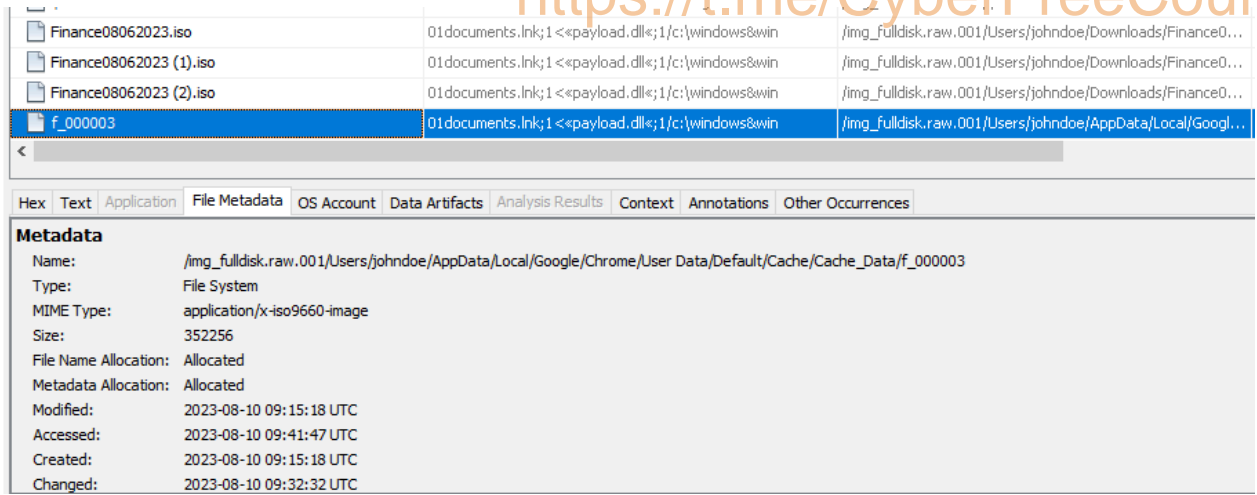 https://t.me/CyberFreeCour
Finance08062023.iso 01documents.lnk;1<«payload.dll«;1/c:\windows&win /img_fulldisk.raw.001/Users/johndoe/Downloads/Finance0...
Finance08062023 (1).iso 01documents.lnk;1<«payload.dll«;1/c:\windows&win /img_fulldisk.raw.001/Users/johndoe/Downloads/Finance0...
Finance08062023 (2).iso 01documents.lnk;1<«payload.dll«;1/c:\windows&win /img_fulldisk.raw.001/Users/johndoe/Downloads/Finance0...
f_000003 01documents.lnk;1<«payload.dll«;1/c:\windows&win /img_fulldisk.raw.001/Users/johndoe/AppData/Local/Googl...
Hex Text Application File Metadata OS Account Data Artifacts Analysis Results Context Annotations Other Occurrences
Metadata
Name: /img_fulldisk.raw.001/Users/johndoe/AppData/Local/Google/Chrome/User Data/Default/Cache/Cache_Data/f_000003
Type: File System
MIME Type: application/x-iso9660-image
Size: 352256
File Name Allocation: Allocated
Metadata Allocation: Allocated
Modified: 2023-08-10 09:15:18 UTC
Accessed: 2023-08-10 09:41:47 UTC
Created: 2023-08-10 09:15:18 UTC
Changed: 2023-08-10 09:32:32 UTC